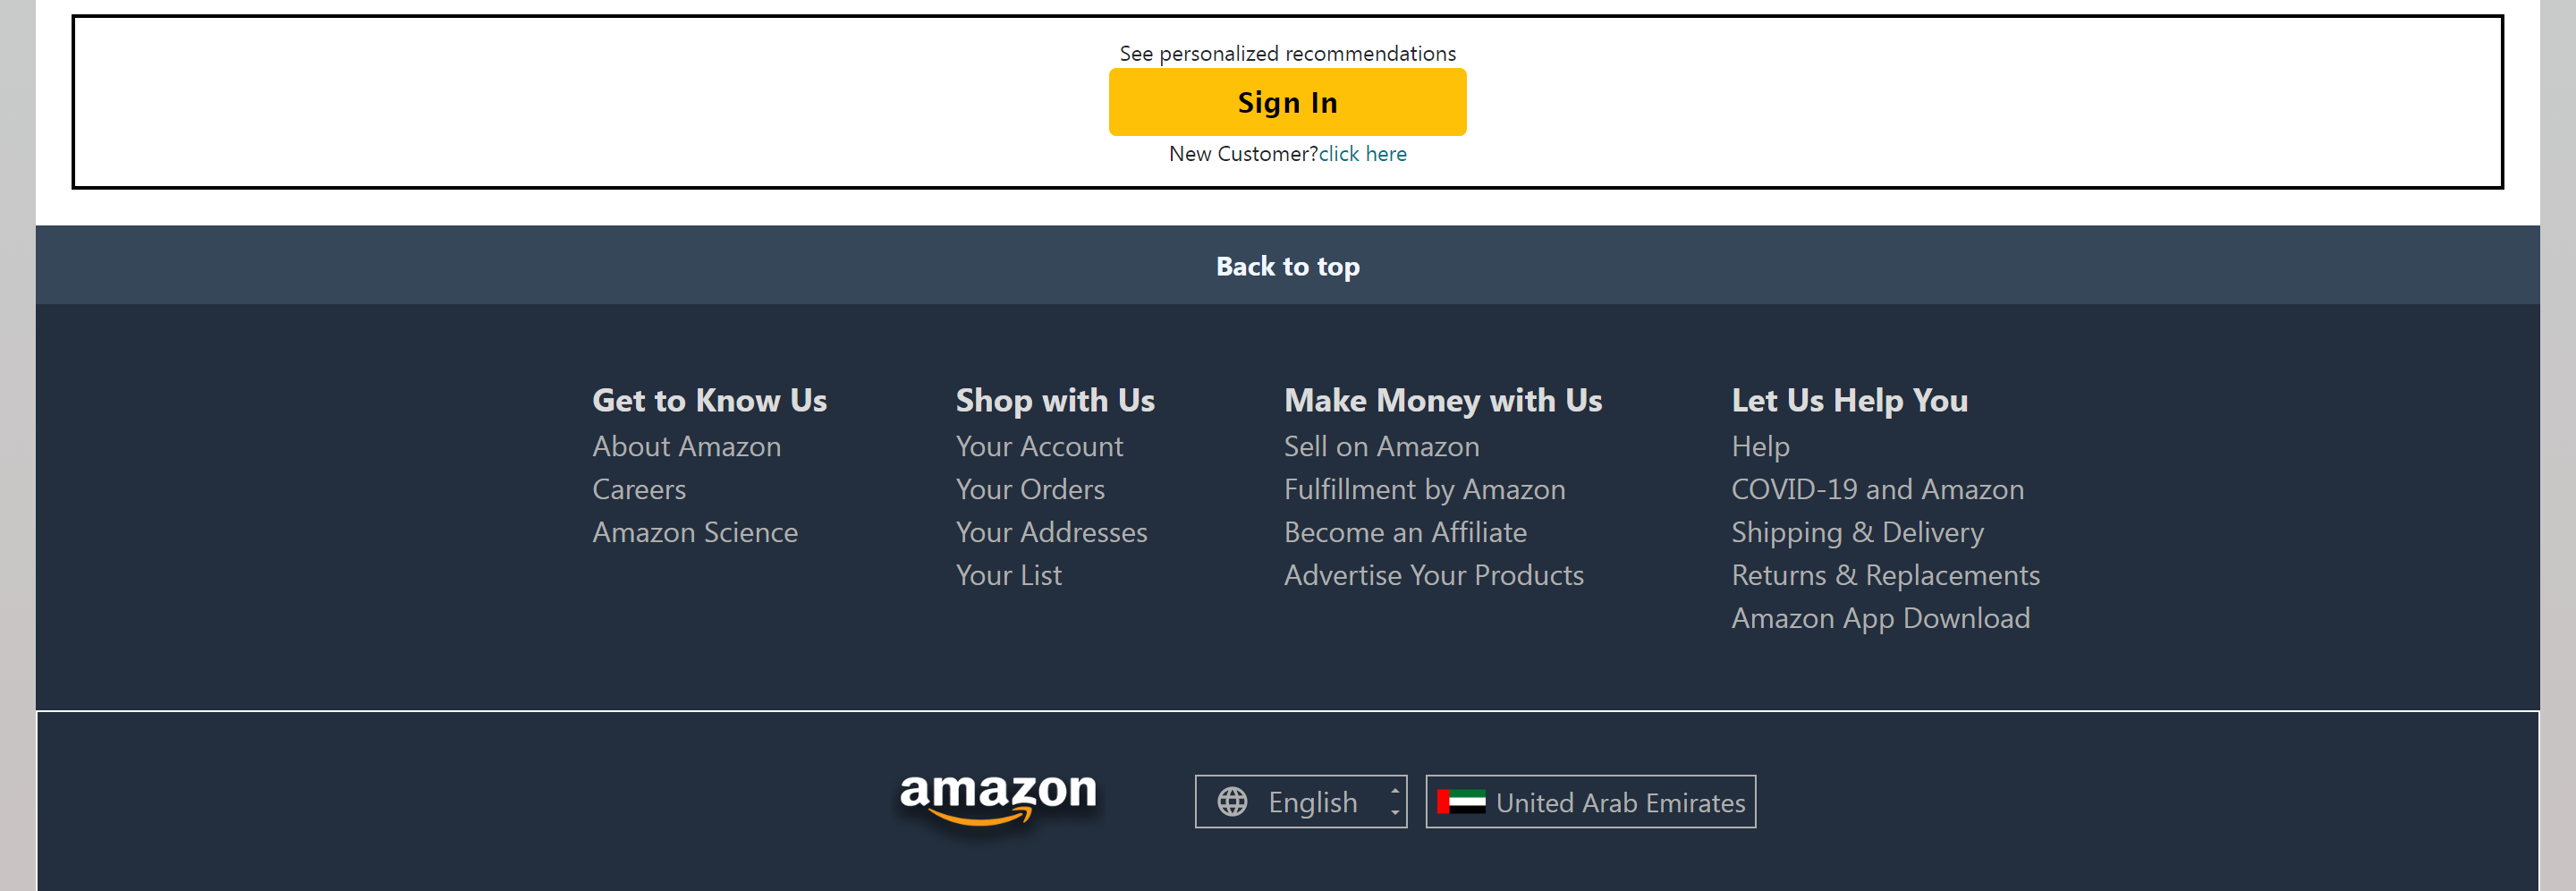 See personalized recommendations
Sign In
New Customer?click here
Back to top
Get to Know Us
About Amazon
Careers
Amazon Science
Shop with Us
Your Account
Your Orders
Your Addresses
Your List
Make Money with Us
Sell on Amazon
Fulfillment by Amazon
Become an Affiliate
Advertise Your Products
Let Us Help You
Help
COVID-19 and Amazon
Shipping & Delivery
Returns & Replacements
Amazon App Download
amazon
English
United Arab Emirates